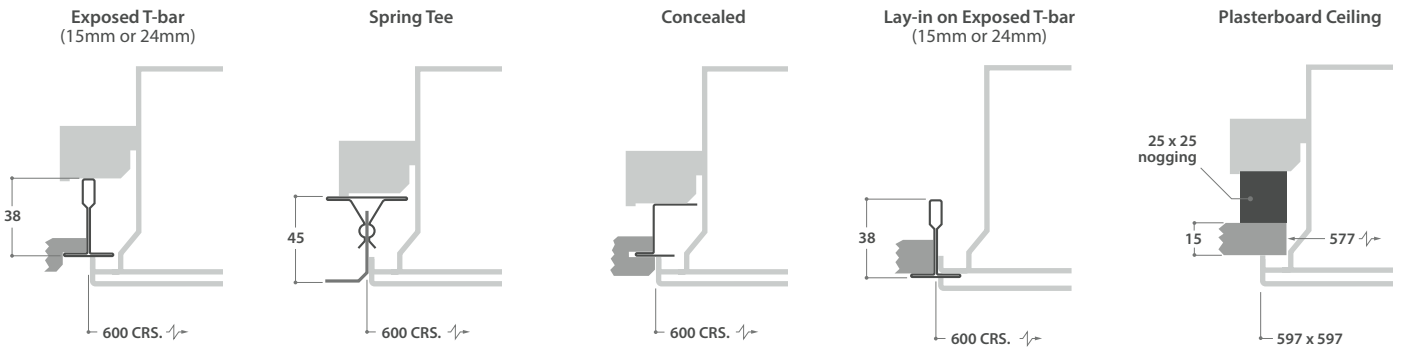 Exposed T-bar
(15mm or 24mm)
38
600 CRS.
Spring Tee
45
600 CRS.
Concealed
600 CRS.
Lay-in on Exposed T-bar
(15mm or 24mm)
38
600 CRS.
Plasterboard Ceiling
25 x 25
nogging
15
577
597 x 597